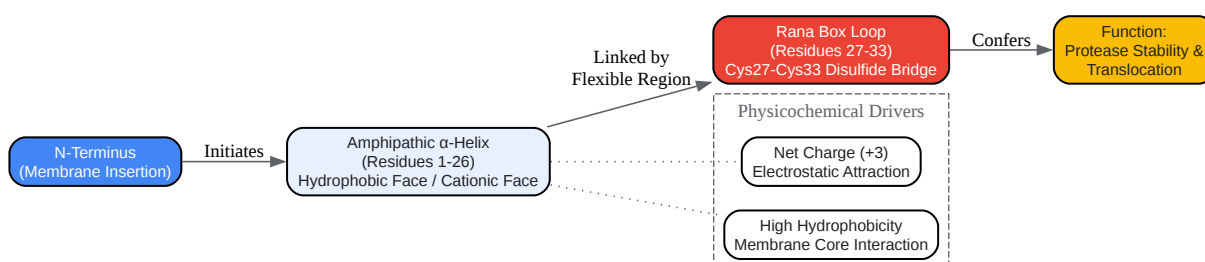 N-Terminus
(Membrane Insertion)
Initiates
Amphipathic α-Helix
(Residues 1-26)
Hydrophobic Face / Cationic Face
Linked by
Flexible Region
Rana Box Loop
(Residues 27-33)
Cys27-Cys33 Disulfide Bridge
Confers
Function:
Protease Stability &
Translocation
Physicochemical Drivers
Net Charge (+3)
Electrostatic Attraction
High Hydrophobicity
Membrane Core Interaction